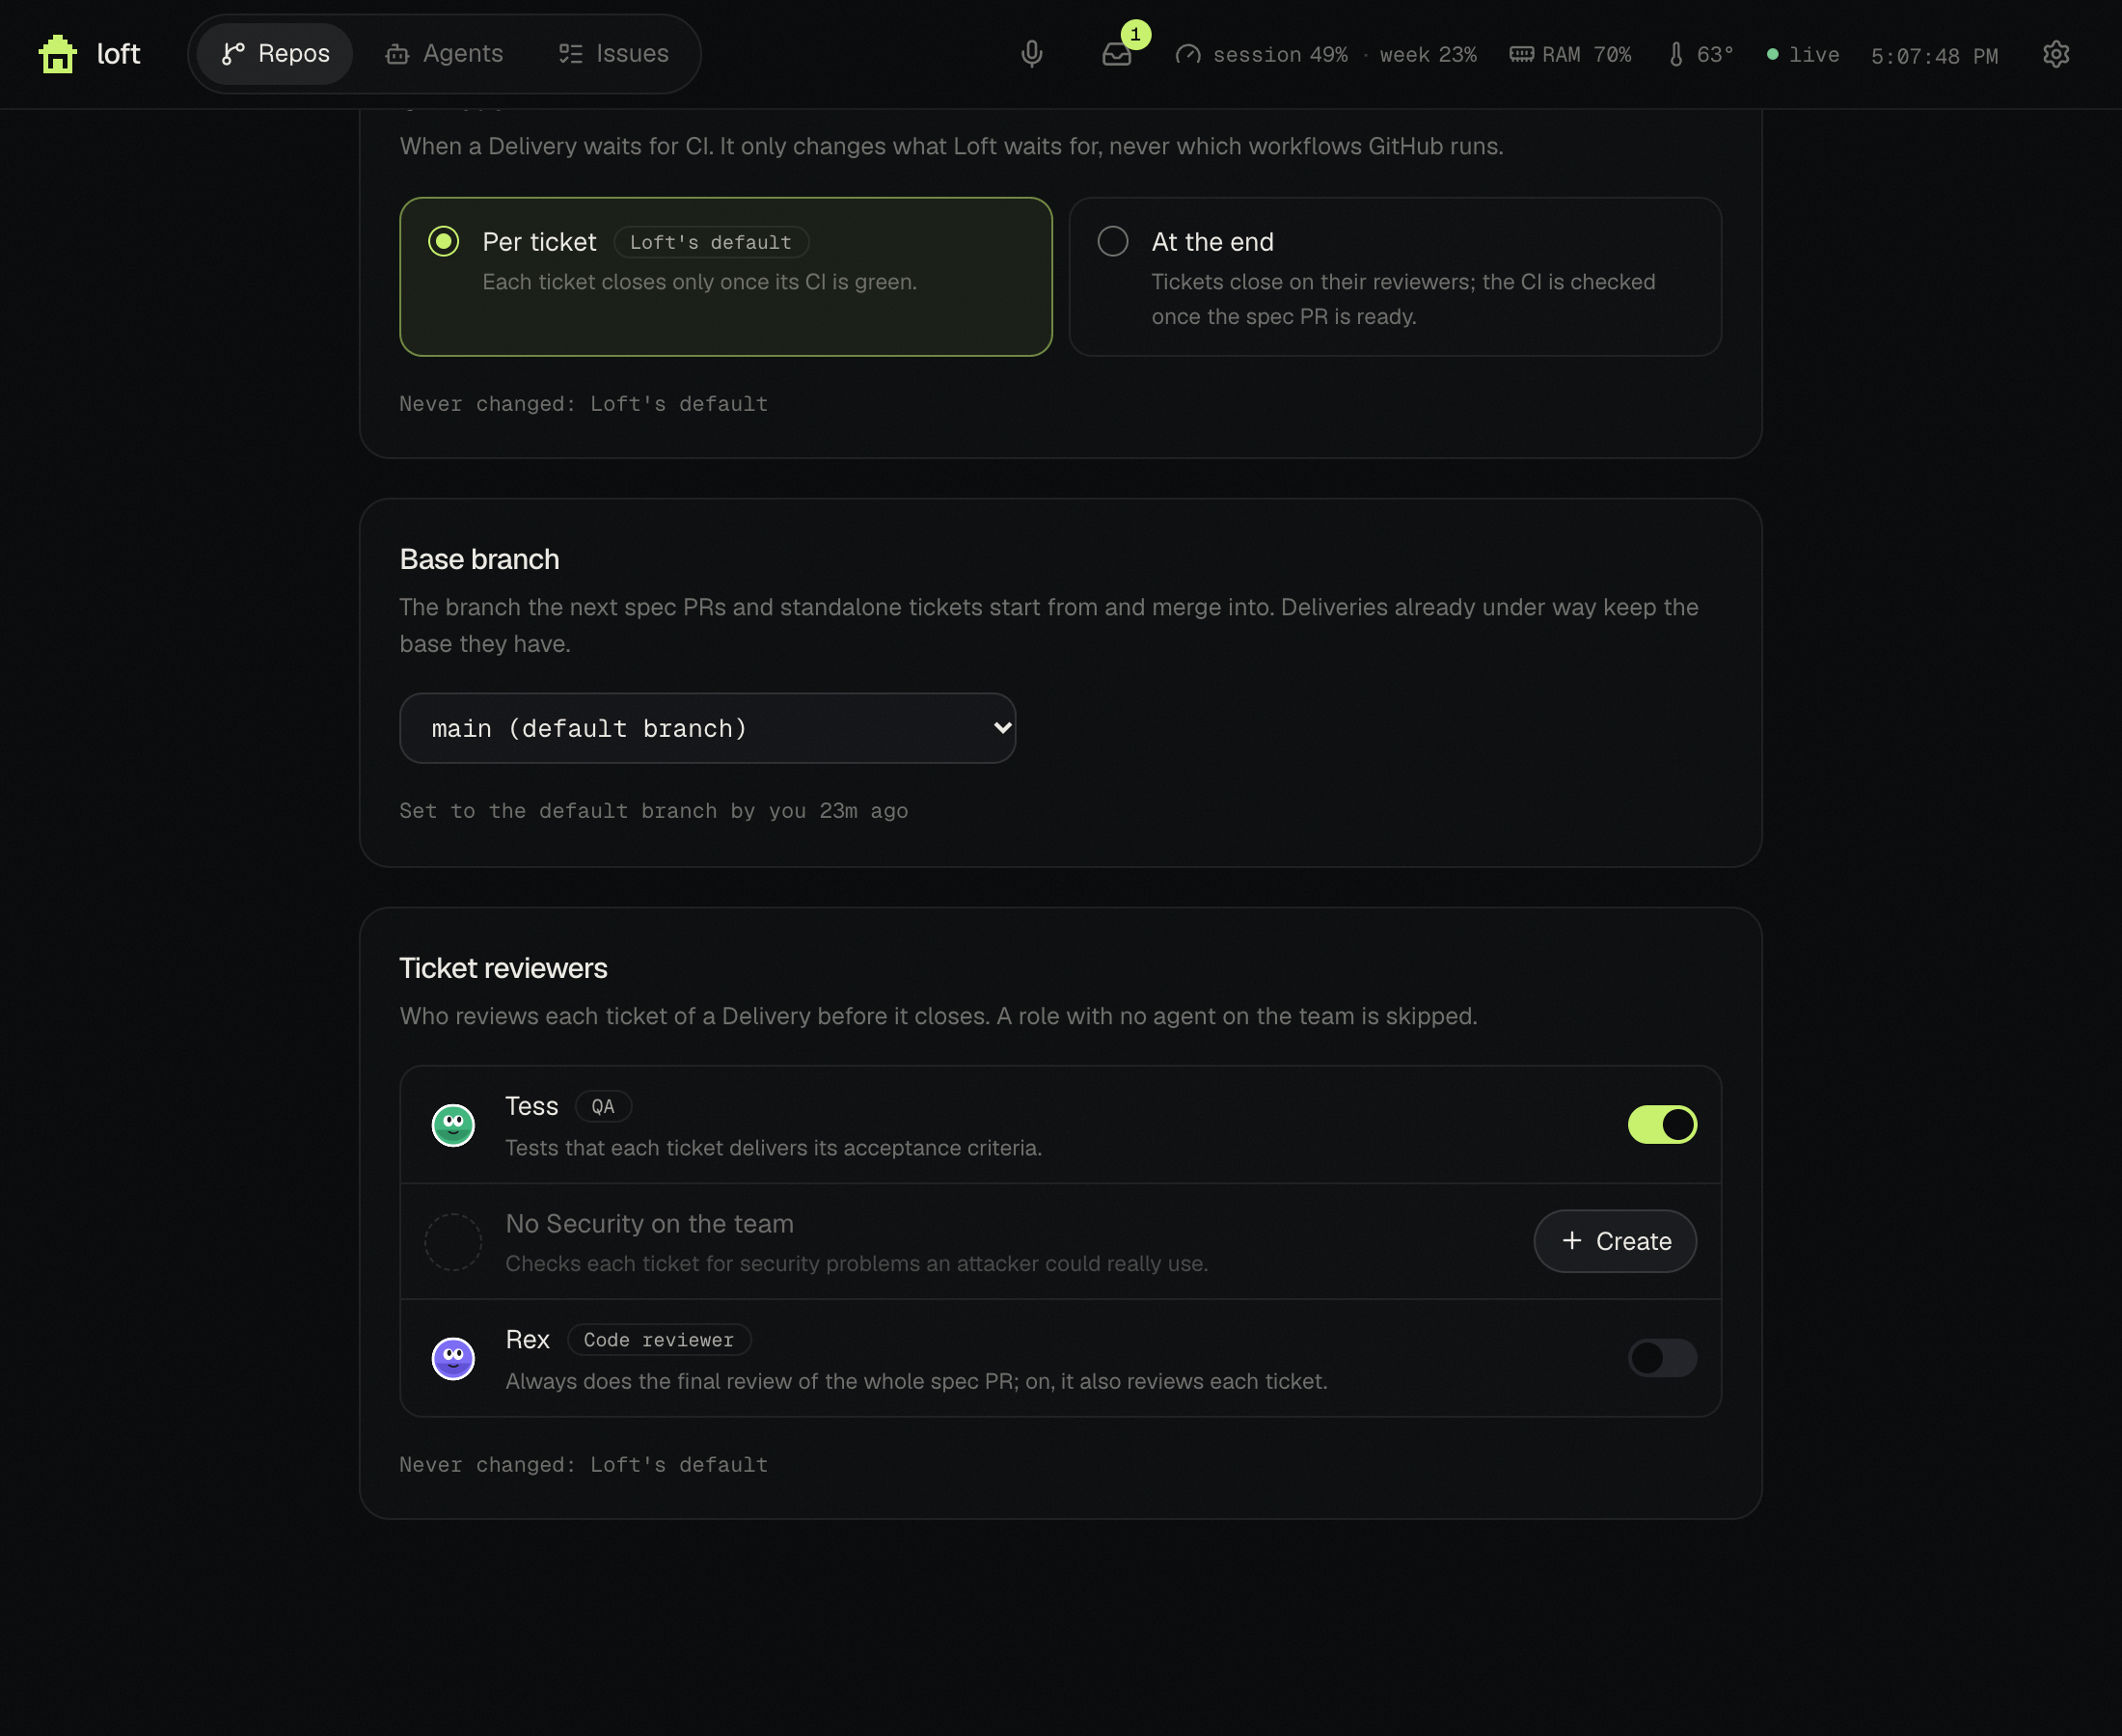 loft
Repos
Agents
Issues
1
session 49% · week 23%
RAM 70%
63°
live
5:07:48 PM
When a Delivery waits for CI. It only changes what Loft waits for, never which workflows GitHub runs.
Per ticket
Loft's default
Each ticket closes only once its CI is green.
At the end
Tickets close on their reviewers; the CI is checked
once the spec PR is ready.
Never changed: Loft's default
Base branch
The branch the next spec PRs and standalone tickets start from and merge into. Deliveries already under way keep the
base they have.
main (default branch)
Set to the default branch by you 23m ago
Ticket reviewers
Who reviews each ticket of a Delivery before it closes. A role with no agent on the team is skipped.
Tess
QA
Tests that each ticket delivers its acceptance criteria.
No Security on the team
Checks each ticket for security problems an attacker could really use.
+ Create
Rex
Code reviewer
Always does the final review of the whole spec PR; on, it also reviews each ticket.
Never changed: Loft's default